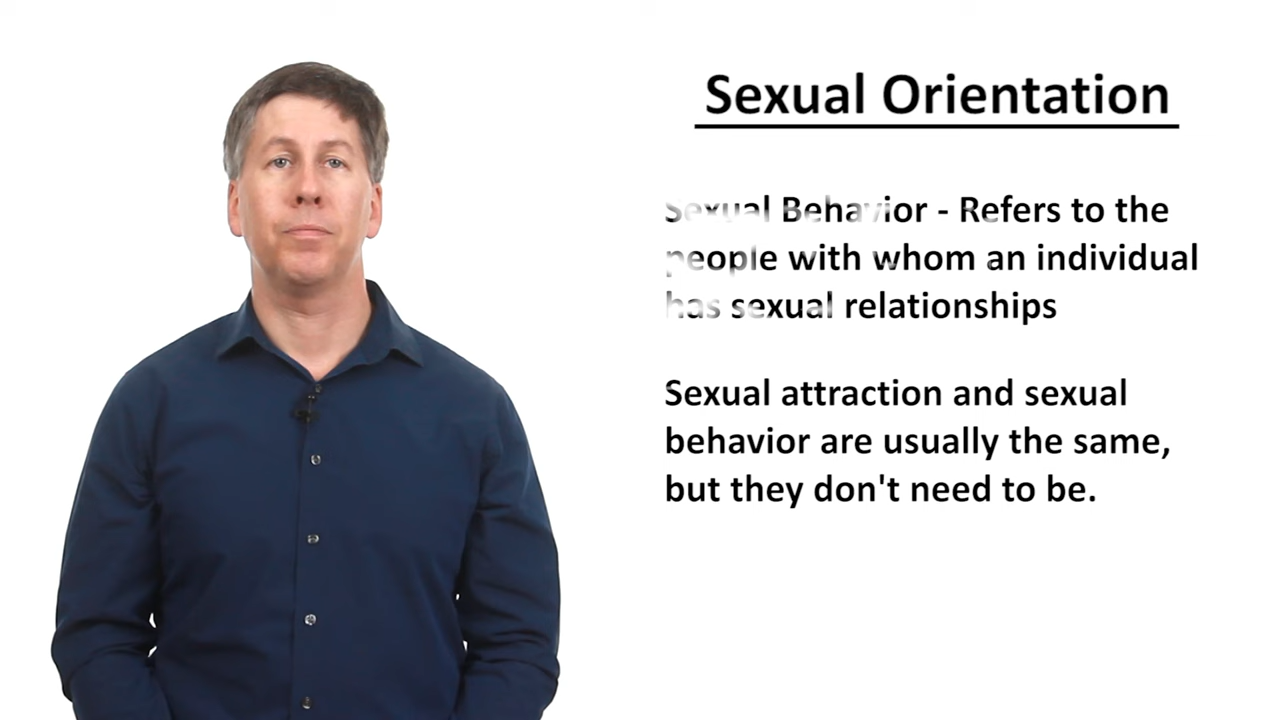 Sexual Orientation
Sexual Behavior - Refers to the
people with whom an individual
has sexual relationships
Sexual attraction and sexual
behavior are usually the same,
but they don't need to be.